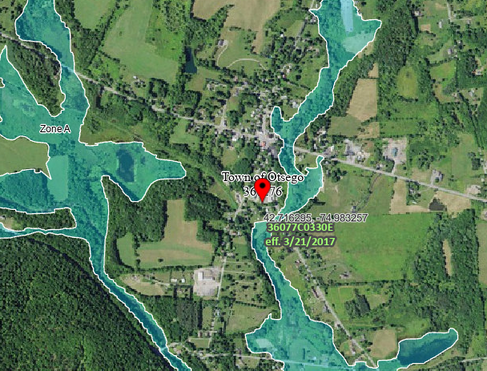 Zone A
Town of Otsego
42.716295, -74.983257
36077C0330E
eff. 3/21/2017